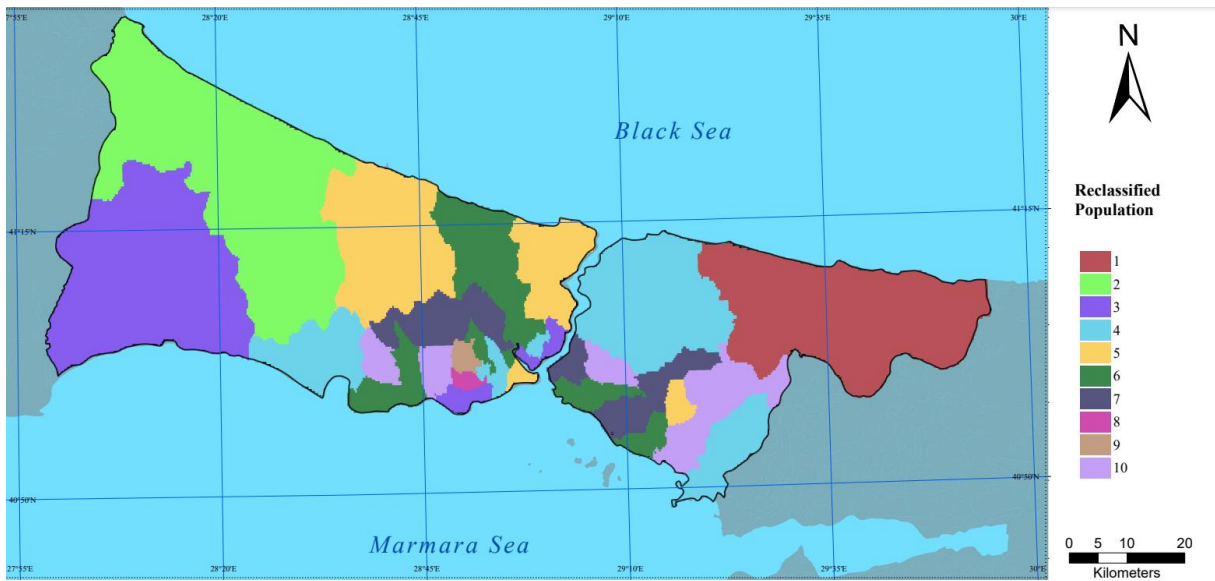 7°55'E 28°20'E 28°45'E 29°10'E 29°35'E 30°E
N
Black Sea
Reclassified
Population
41°15'N
41°15'N
1
2
3
4
5
6
7
8
9
10
40°50'N
40°50'N
Marmara Sea
0 5 10 20
Kilometers
27°55'E 28°20'E 28°45'E 29°10'E 29°35'E 30°E